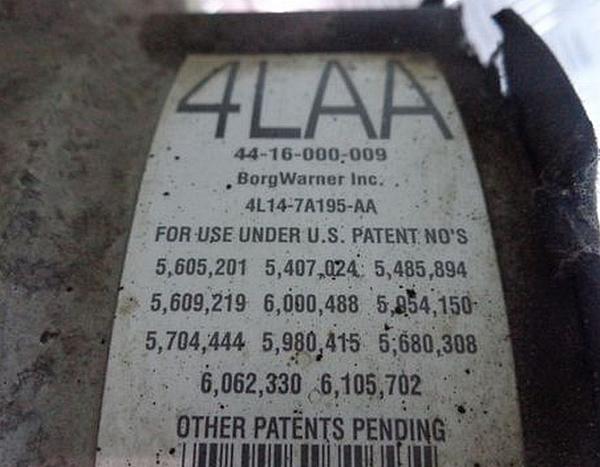 4LAA
44-16-000-009
BorgWarner Inc.
4L14-7A195-AA
FOR USE UNDER U.S. PATENT NO'S
5,605,201 5,407,024 5,485,894
5,609,219 6,000,488 5,954,150
5,704,444 5,980,415 5,680,308
6,062,330 6,105,702
OTHER PATENTS PENDING